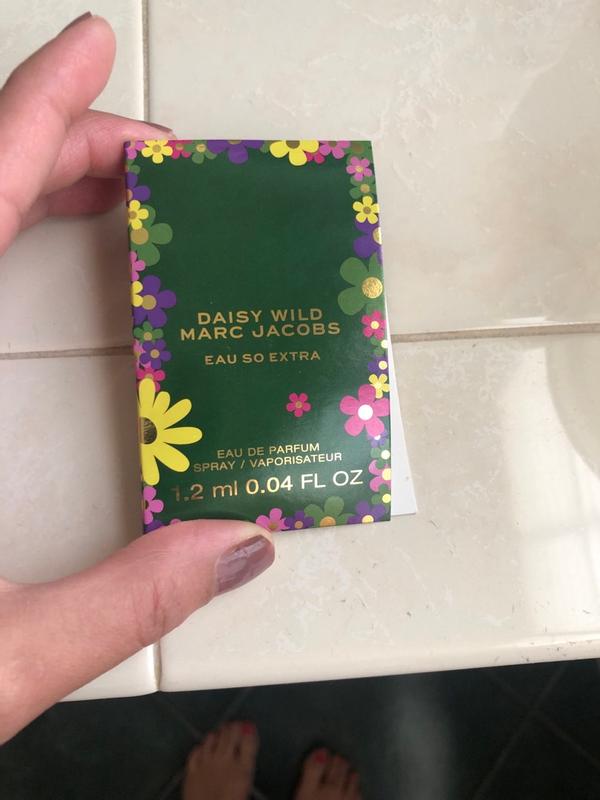 DAISY WILD
MARC JACOBS
EAU SO EXTRA
EAU DE PARFUM
SPRAY / VAPORISATEUR
1.2 ml 0.04 FL OZ